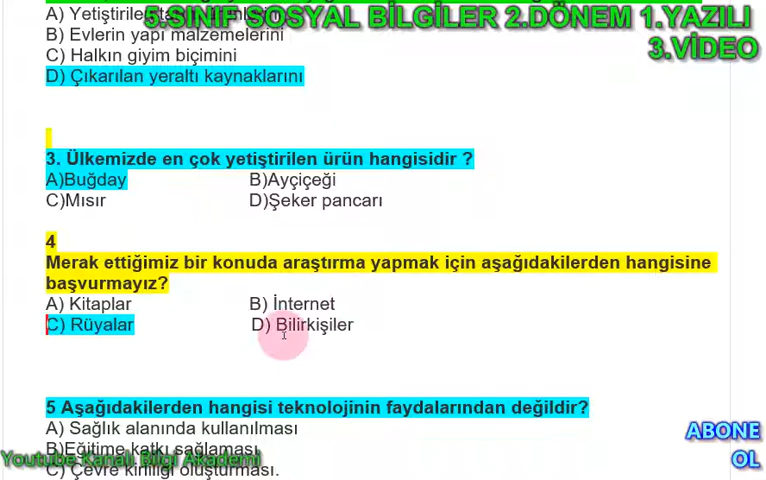 5.SINIF SOSYAL BİLGİLER 2.DÖNEM 1.YAZILI
3.VİDEO
A) Yetiştirilen
B) Evlerin yapı malzemelerini
C) Halkın giyim biçimini
D) Çıkarılan yeraltı kaynaklarını
3. Ülkemizde en çok yetiştirilen ürün hangisidir ?
A)Buğday B)Ayçiçeği
C)Mısır D)Şeker pancarı
4
Merak ettiğimiz bir konuda araştırma yapmak için aşağıdakilerden hangisine
başvurmayız?
A) Kitaplar B) İnternet
C) Rüyalar D) Bilirkişiler
5 Aşağıdakilerden hangisi teknolojinin faydalarından değildir?
A) Sağlık alanında kullanılması
B)Eğitime katkı sağlaması
C) Çevre kirliliği oluşturması.
Youtube Kanalı Bilgi Akademi
ABONE
OL